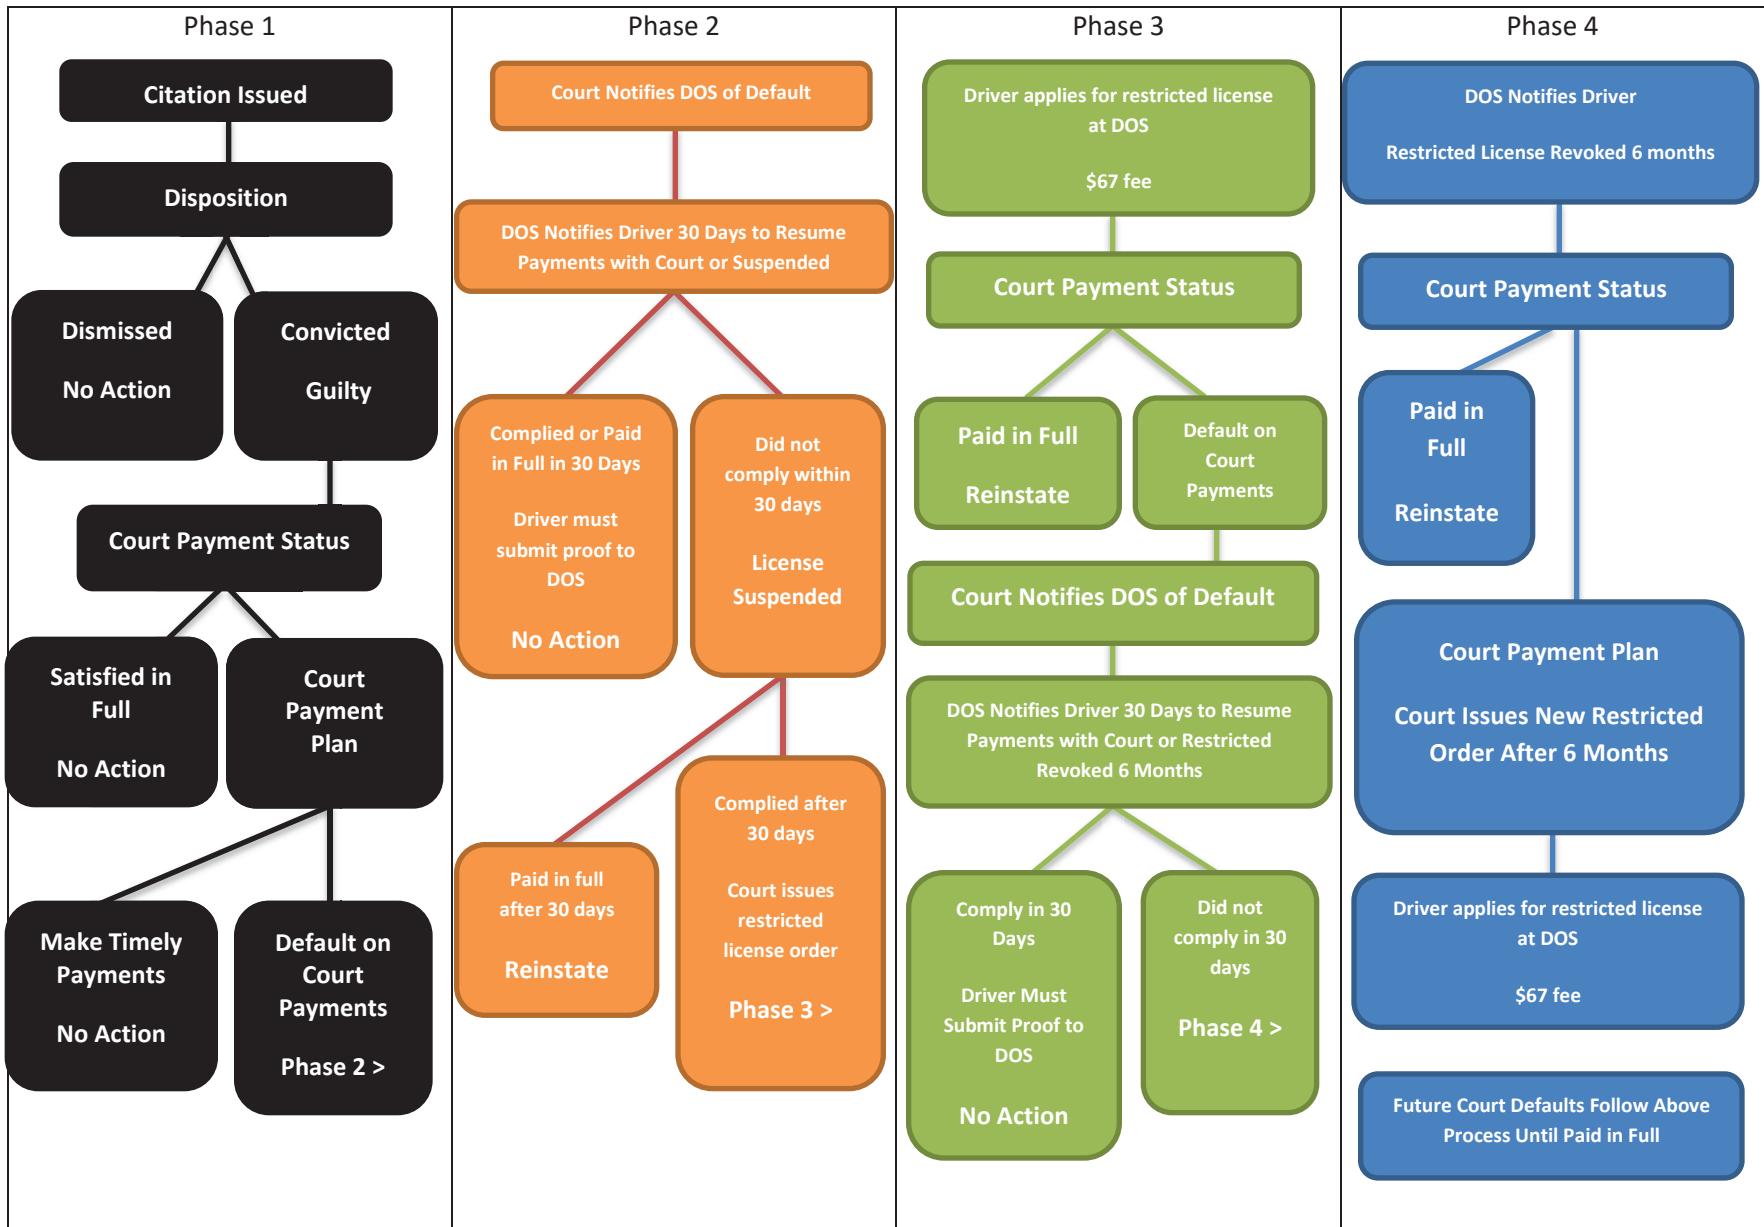 Phase 1
Citation Issued
Disposition
Dismissed
No Action
Convicted
Guilty
Court Payment Status
Satisfied in
Full
No Action
Court
Payment
Plan
Make Timely
Payments
No Action
Default on
Court
Payments
Phase 2 >
Phase 2
Court Notifies DOS of Default
DOS Notifies Driver 30 Days to Resume
Payments with Court or Suspended
Complied or Paid
in Full in 30 Days
Driver must
submit proof to
DOS
No Action
Did not
comply within
30 days
License
Suspended
Paid in full
after 30 days
Reinstate
Complied after
30 days
Court issues
restricted
license order
Phase 3 >
Phase 3
Driver applies for restricted license
at DOS
$67 fee
Court Payment Status
Paid in Full
Reinstate
Default on
Court
Payments
Court Notifies DOS of Default
DOS Notifies Driver 30 Days to Resume
Payments with Court or Restricted
Revoked 6 Months
Comply in 30
Days
Driver Must
Submit Proof to
DOS
No Action
Did not
comply in 30
days
Phase 4 >
Phase 4
DOS Notifies Driver
Restricted License Revoked 6 months
Court Payment Status
Paid in
Full
Reinstate
Court Payment Plan
Court Issues New Restricted
Order After 6 Months
Driver applies for restricted license
at DOS
$67 fee
Future Court Defaults Follow Above
Process Until Paid in Full